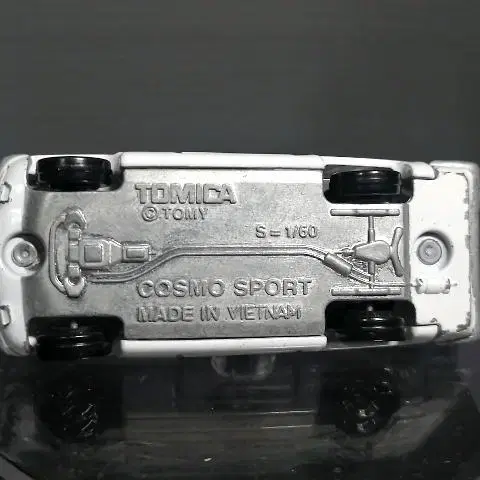 TOMICA
© TOMY
S=1/60
COSMO SPORT
MADE IN VIETNAM